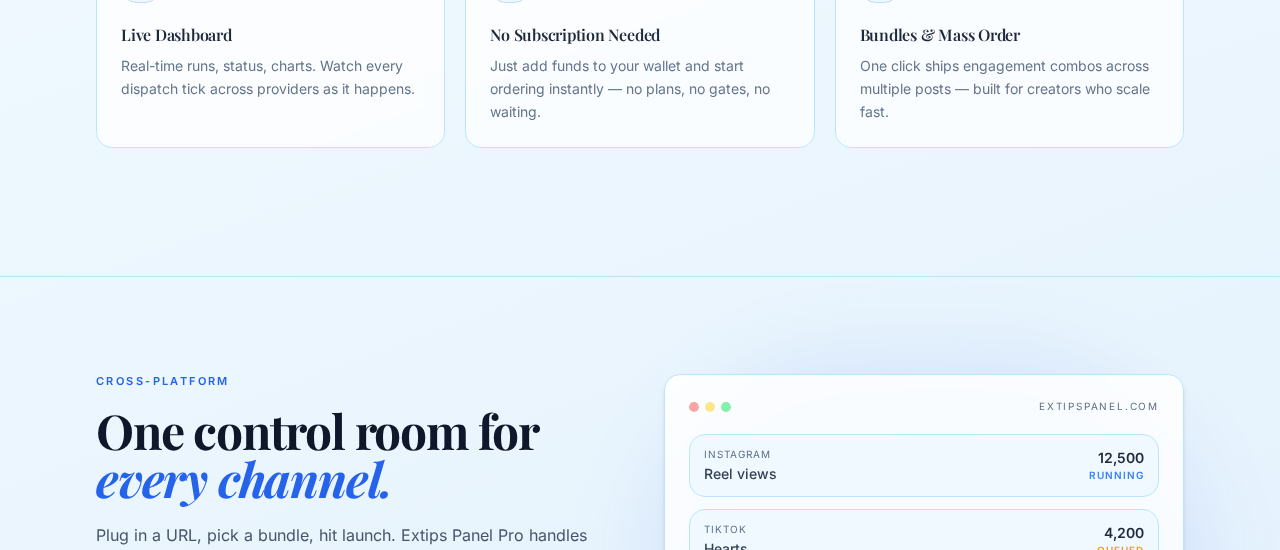 Live Dashboard
Real-time runs, status, charts. Watch every
dispatch tick across providers as it happens.
No Subscription Needed
Just add funds to your wallet and start
ordering instantly — no plans, no gates, no
waiting.
Bundles & Mass Order
One click ships engagement combos across
multiple posts — built for creators who scale
fast.
CROSS-PLATFORM
One control room for
every channel.
Plug in a URL, pick a bundle, hit launch. Extips Panel Pro handles
EXTIPSPANEL.COM
INSTAGRAM
Reel views
12,500
RUNNING
TIKTOK
Hearts
4,200
QUEUED